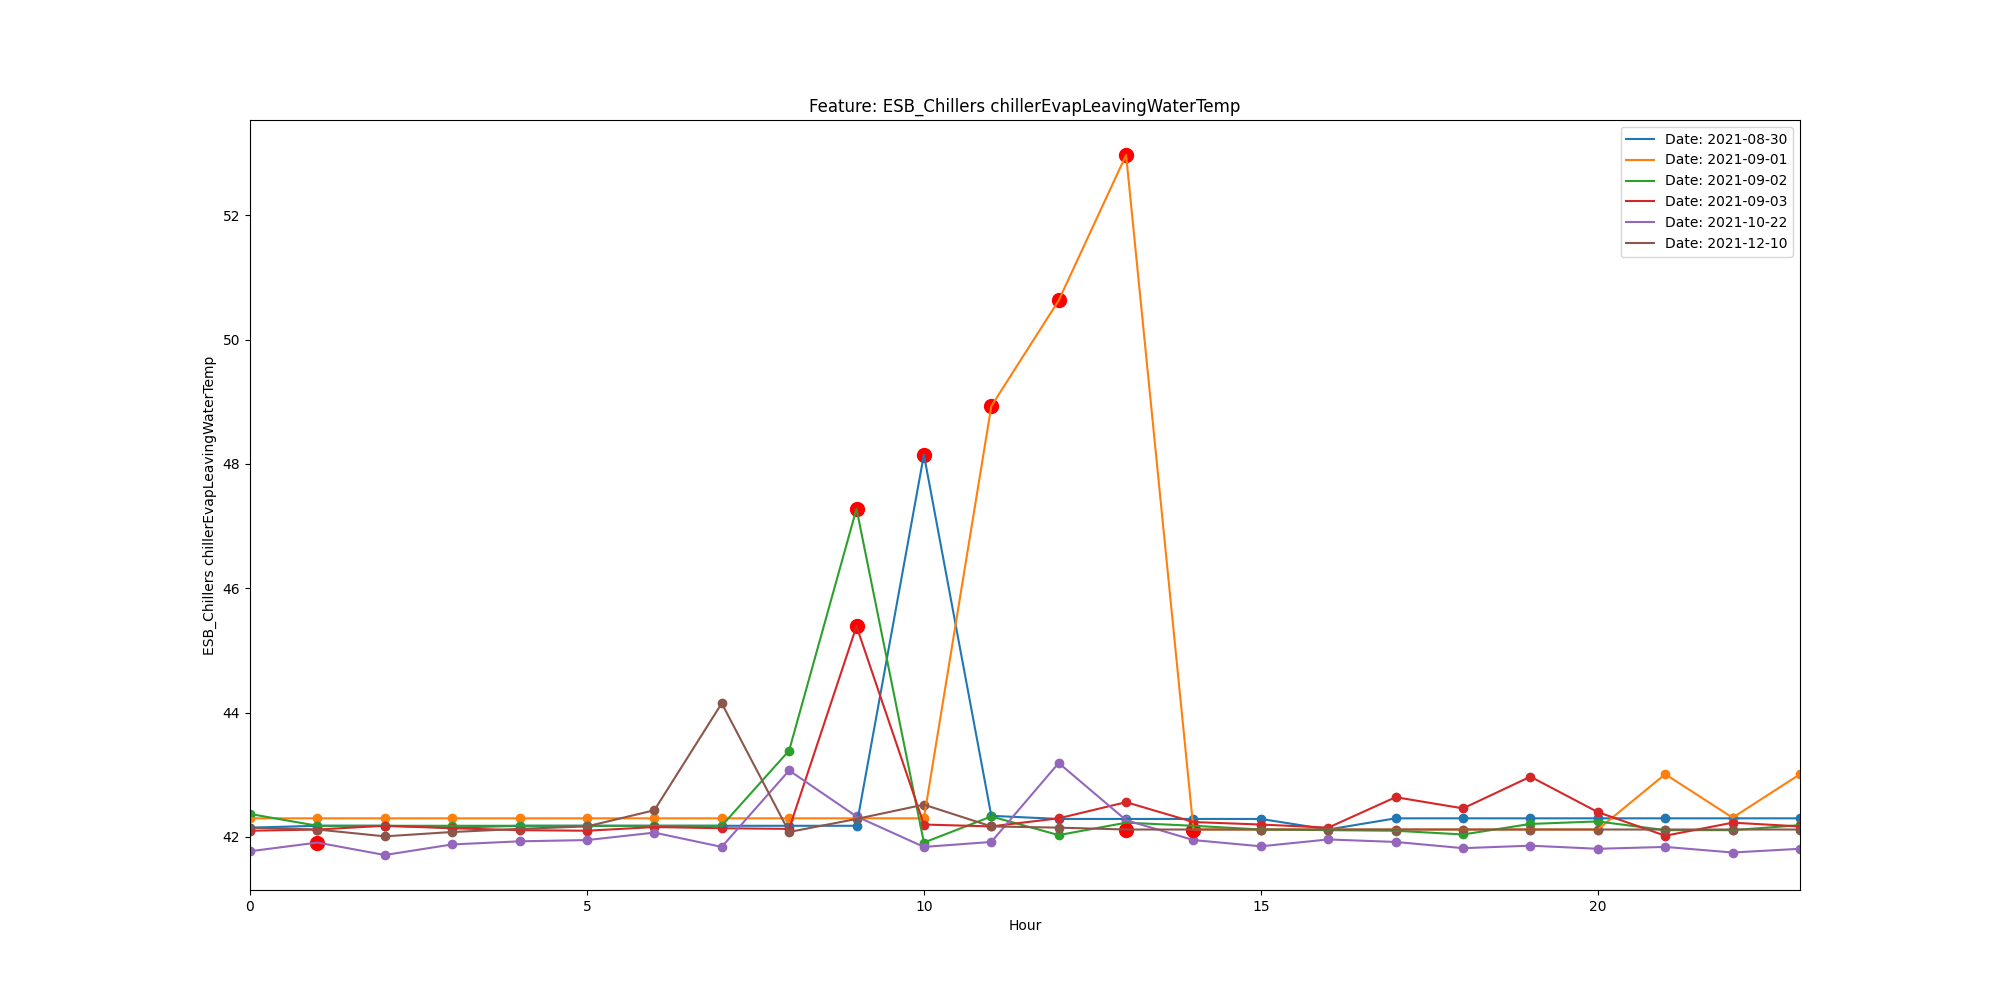 Feature: ESB_Chillers chillerEvapLeavingWaterTemp
Date: 2021-08-30
Date: 2021-09-01
Date: 2021-09-02
Date: 2021-09-03
Date: 2021-10-22
Date: 2021-12-10
ESB_Chillers chillerEvapLeavingWaterTemp
52
50
48
46
44
42
0 5 10 15 20
Hour